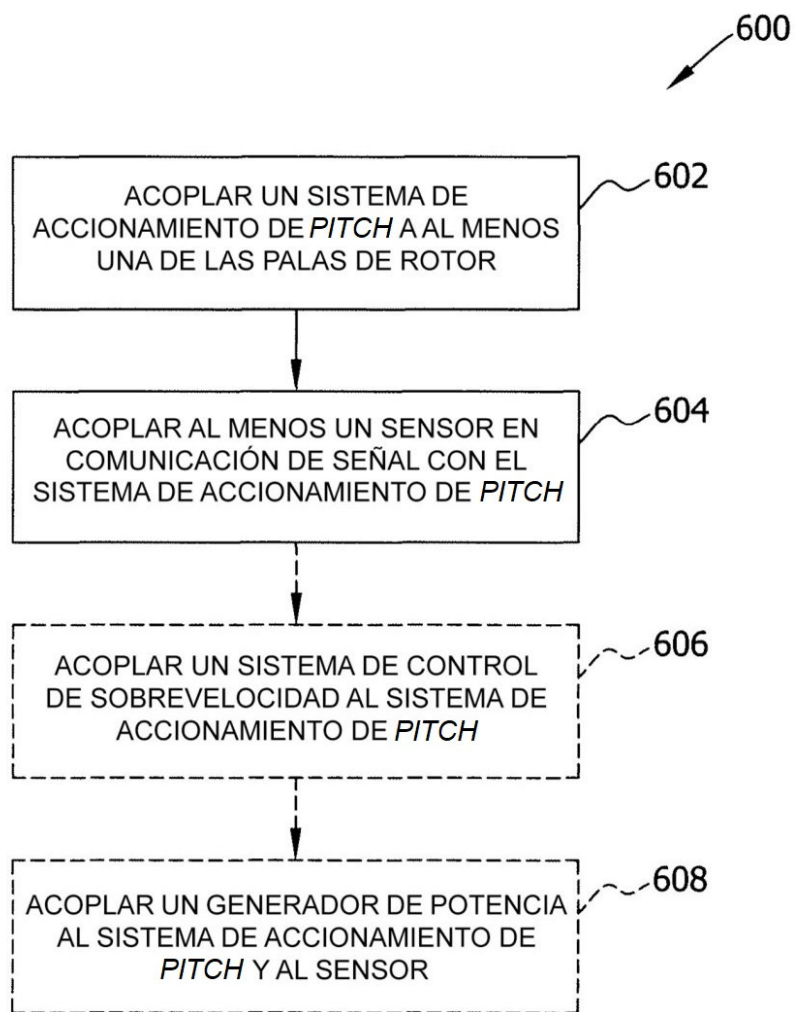 600
602
ACOPLAR UN SISTEMA DE
ACCIONAMIENTO DE PITCH A AL MENOS
UNA DE LAS PALAS DE ROTOR
604
ACOPLAR AL MENOS UN SENSOR EN
COMUNICACIÓN DE SEÑAL CON EL
SISTEMA DE ACCIONAMIENTO DE PITCH
606
ACOPLAR UN SISTEMA DE CONTROL
DE SOBREVELOCIDAD AL SISTEMA DE
ACCIONAMIENTO DE PITCH
608
ACOPLAR UN GENERADOR DE POTENCIA
AL SISTEMA DE ACCIONAMIENTO DE
PITCH Y AL SENSOR